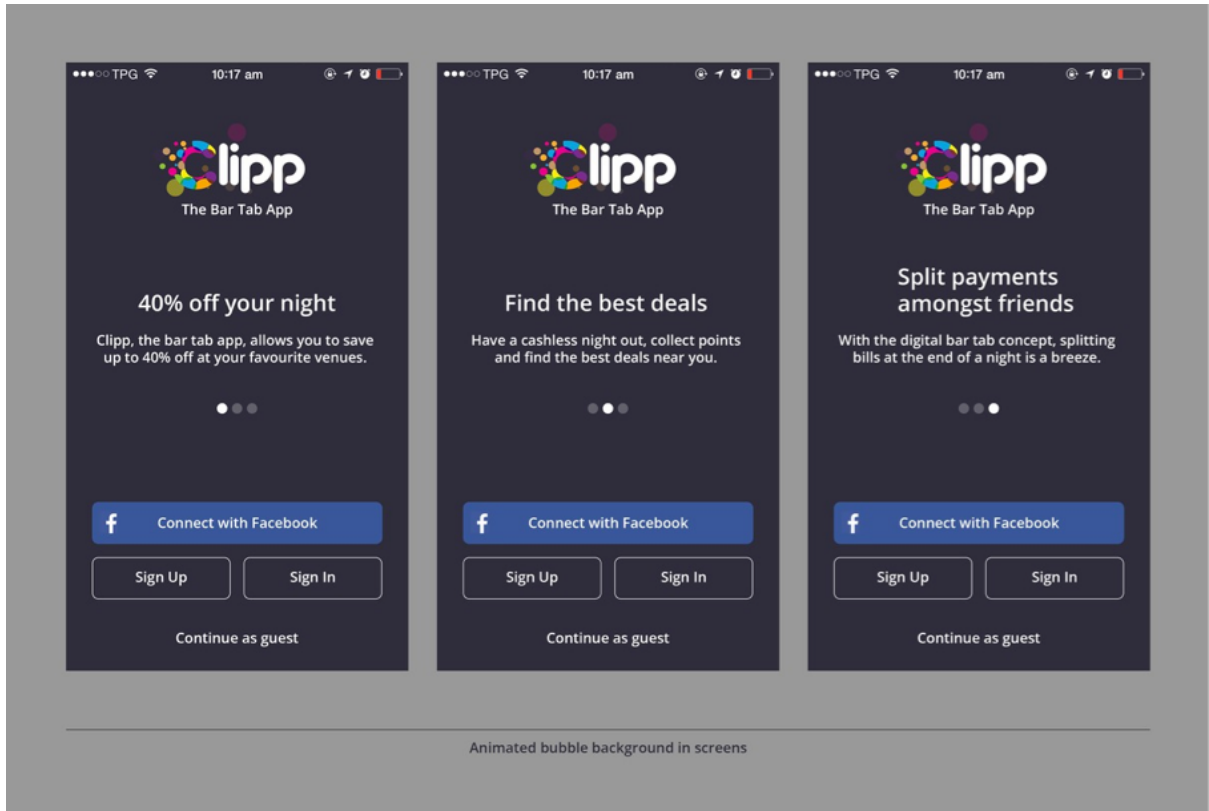 TPG 10:17 am
Clipp
The Bar Tab App
40% off your night
Clipp, the bar tab app, allows you to save
up to 40% off at your favourite venues.
f Connect with Facebook
Sign Up Sign In
Continue as guest
TPG 10:17 am
Clipp
The Bar Tab App
Find the best deals
Have a cashless night out, collect points
and find the best deals near you.
f Connect with Facebook
Sign Up Sign In
Continue as guest
TPG 10:17 am
Clipp
The Bar Tab App
Split payments
amongst friends
With the digital bar tab concept, splitting
bills at the end of a night is a breeze.
f Connect with Facebook
Sign Up Sign In
Continue as guest
Animated bubble background in screens